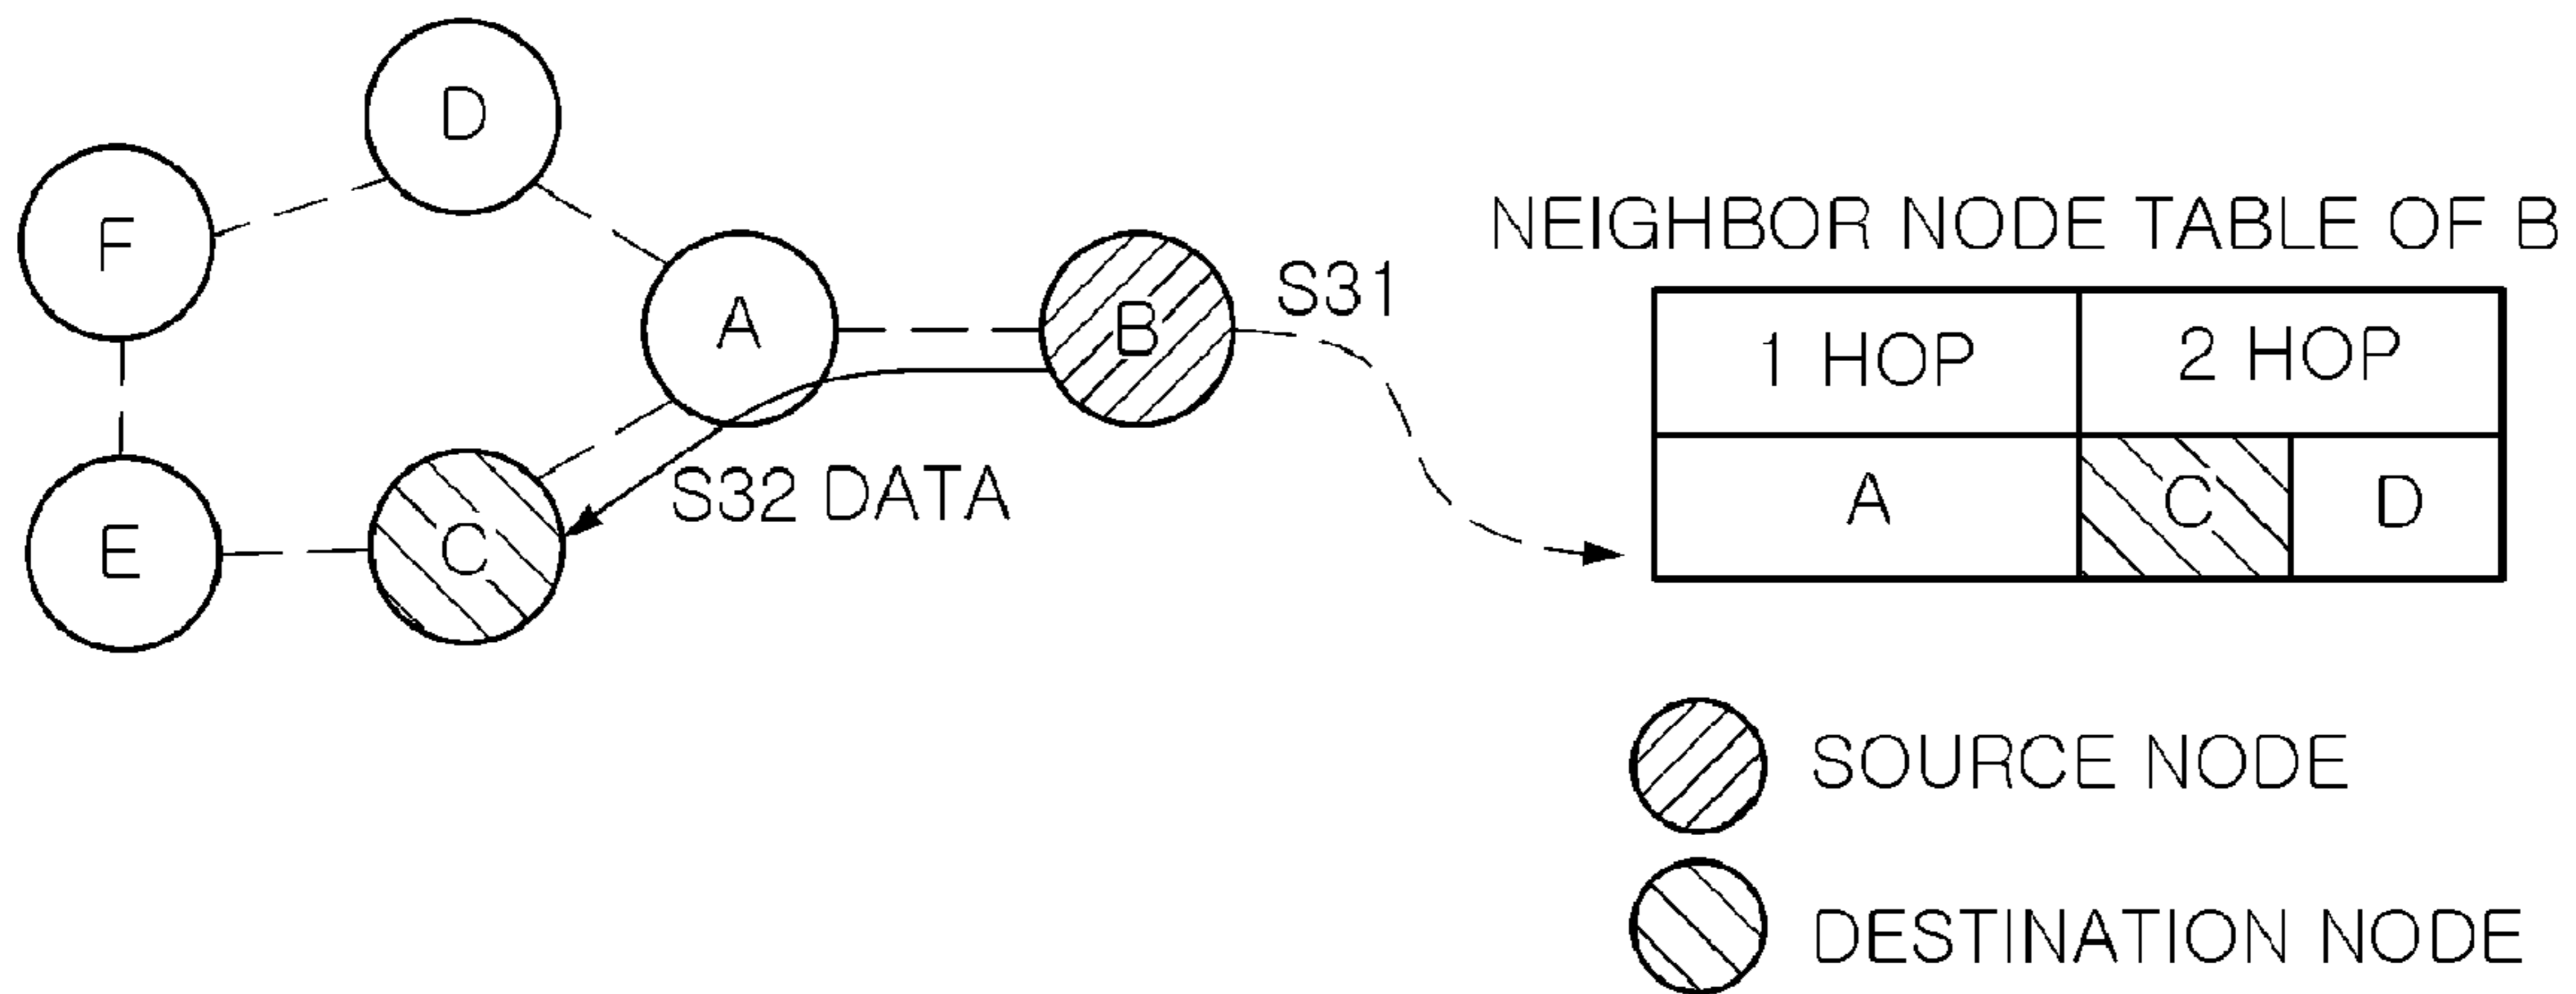 D
F
A
B
S31
E
C
S32 DATA
NEIGHBOR NODE TABLE OF B
1 HOP 2 HOP
A C D
SOURCE NODE
DESTINATION NODE